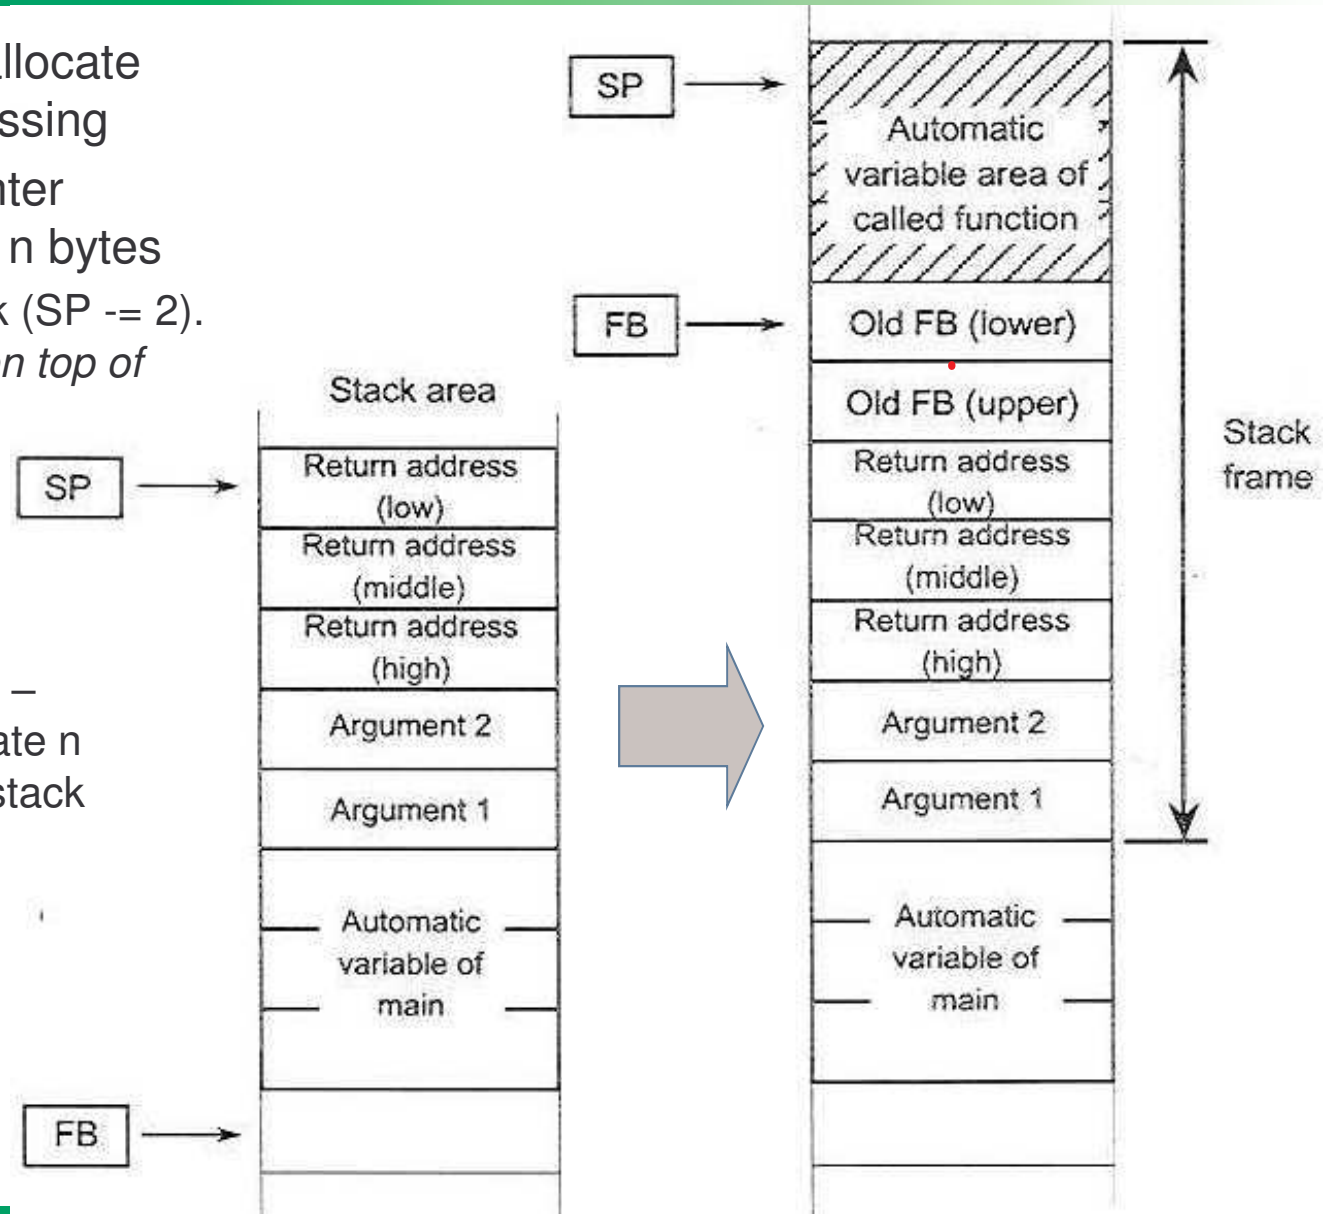 allocate
ssing
nter
n bytes
k (SP -= 2).
n top of
–
ate n
stack
Stack area
SP
Return address
(low)
Return address
(middle)
Return address
(high)
Argument 2
Argument 1
Automatic
variable of
main
FB
SP
Automatic
variable area of
called function
FB
Old FB (lower)
Old FB (upper)
Return address
(low)
Return address
(middle)
Return address
(high)
Argument 2
Argument 1
Automatic
variable of
main
Stack
frame